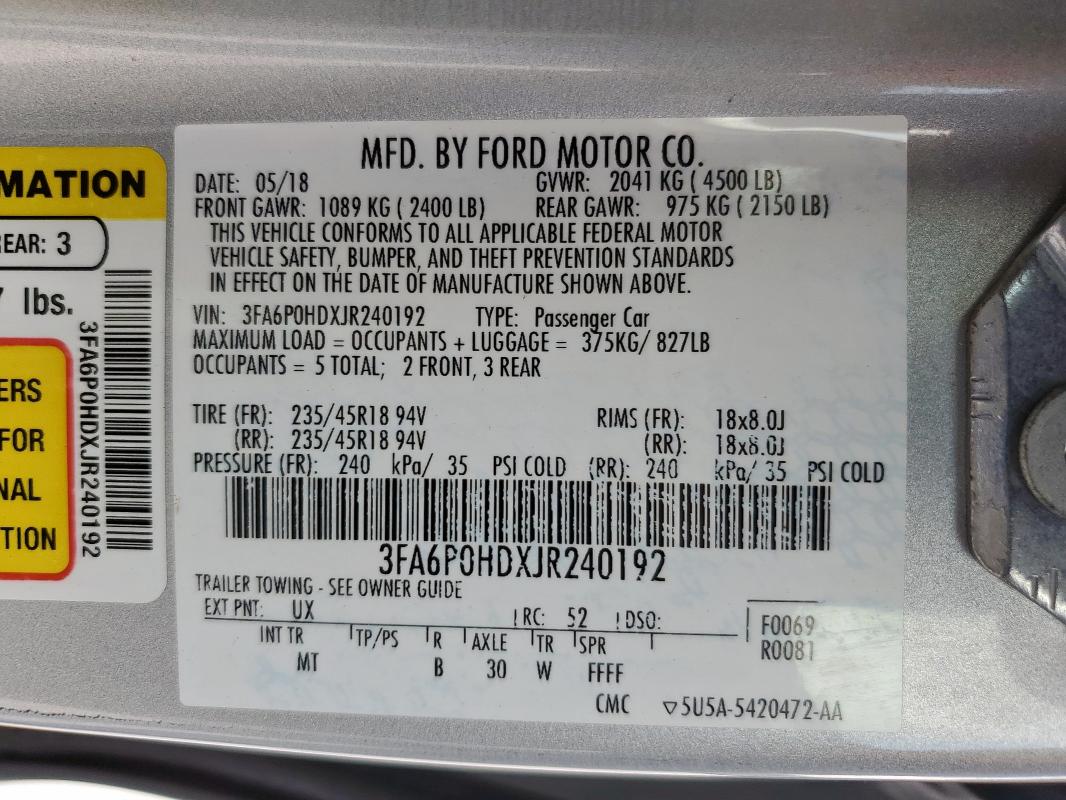 MFD. BY FORD MOTOR CO.
DATE: 05/18 GVWR: 2041 KG ( 4500 LB)
FRONT GAWR: 1089 KG ( 2400 LB) REAR GAWR: 975 KG ( 2150 LB)
THIS VEHICLE CONFORMS TO ALL APPLICABLE FEDERAL MOTOR
VEHICLE SAFETY, BUMPER, AND THEFT PREVENTION STANDARDS
IN EFFECT ON THE DATE OF MANUFACTURE SHOWN ABOVE.
VIN: 3FA6P0HDXJR240192 TYPE: Passenger Car
MAXIMUM LOAD = OCCUPANTS + LUGGAGE = 375KG/ 827LB
OCCUPANTS = 5 TOTAL; 2 FRONT, 3 REAR
TIRE (FR): 235/45R18 94V RIMS (FR): 18x8.0J
(RR): 235/45R18 94V (RR): 18x8.0J
PRESSURE (FR): 240 kPa/ 35 PSI COLD (RR): 240 kPa/ 35 PSI COLD
3FA6P0HDXJR240192
TRAILER TOWING - SEE OWNER GUIDE
EXT PNT: UX RC: 52 DSO:
F0069
INT TR TP/PS R AXLE TR SPR
R0081
MT B 30 W FFFF
CMC ▽5U5A-5420472-AA
MATION
REAR: 3
7 lbs.
3FA6P0HDXJR240192
ERS
FOR
NAL
TION